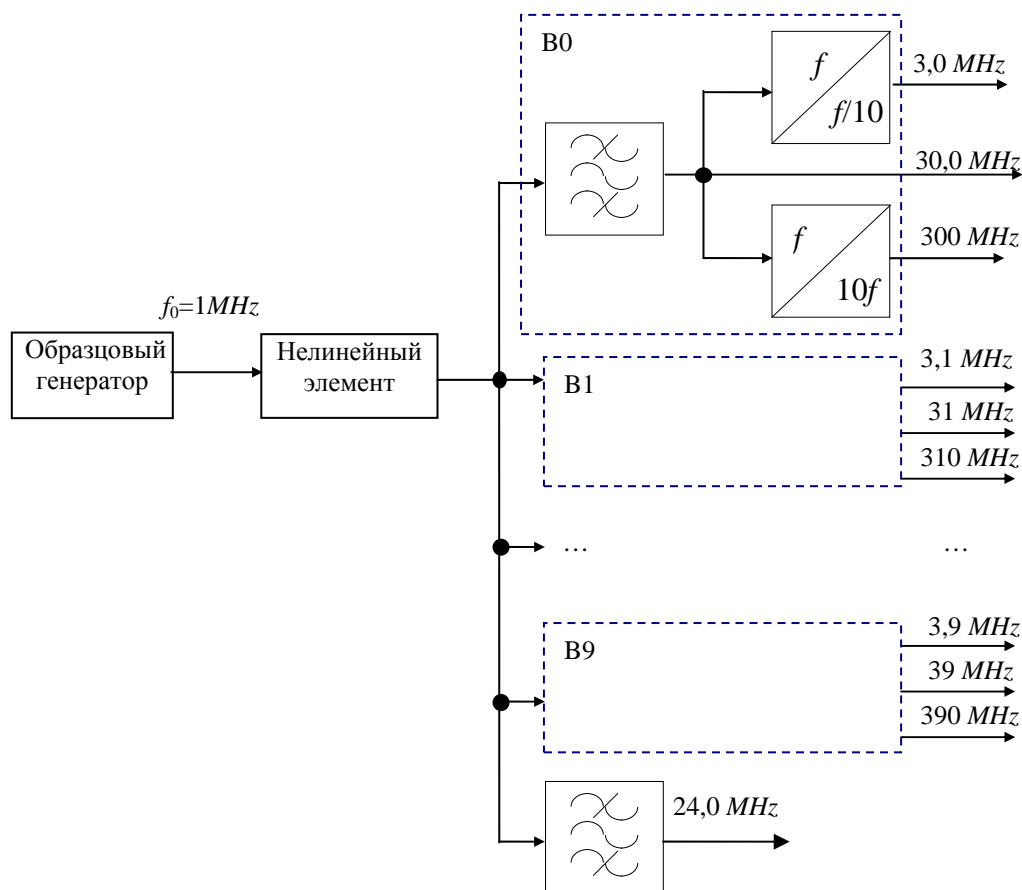 B0
f
f/10
3,0 MHz
30,0 MHz
f
10f
300 MHz
f0=1MHz
Образцовый
генератор
Нелинейный
элемент
B1
3,1 MHz
31 MHz
310 MHz
…
…
B9
3,9 MHz
39 MHz
390 MHz
24,0 MHz